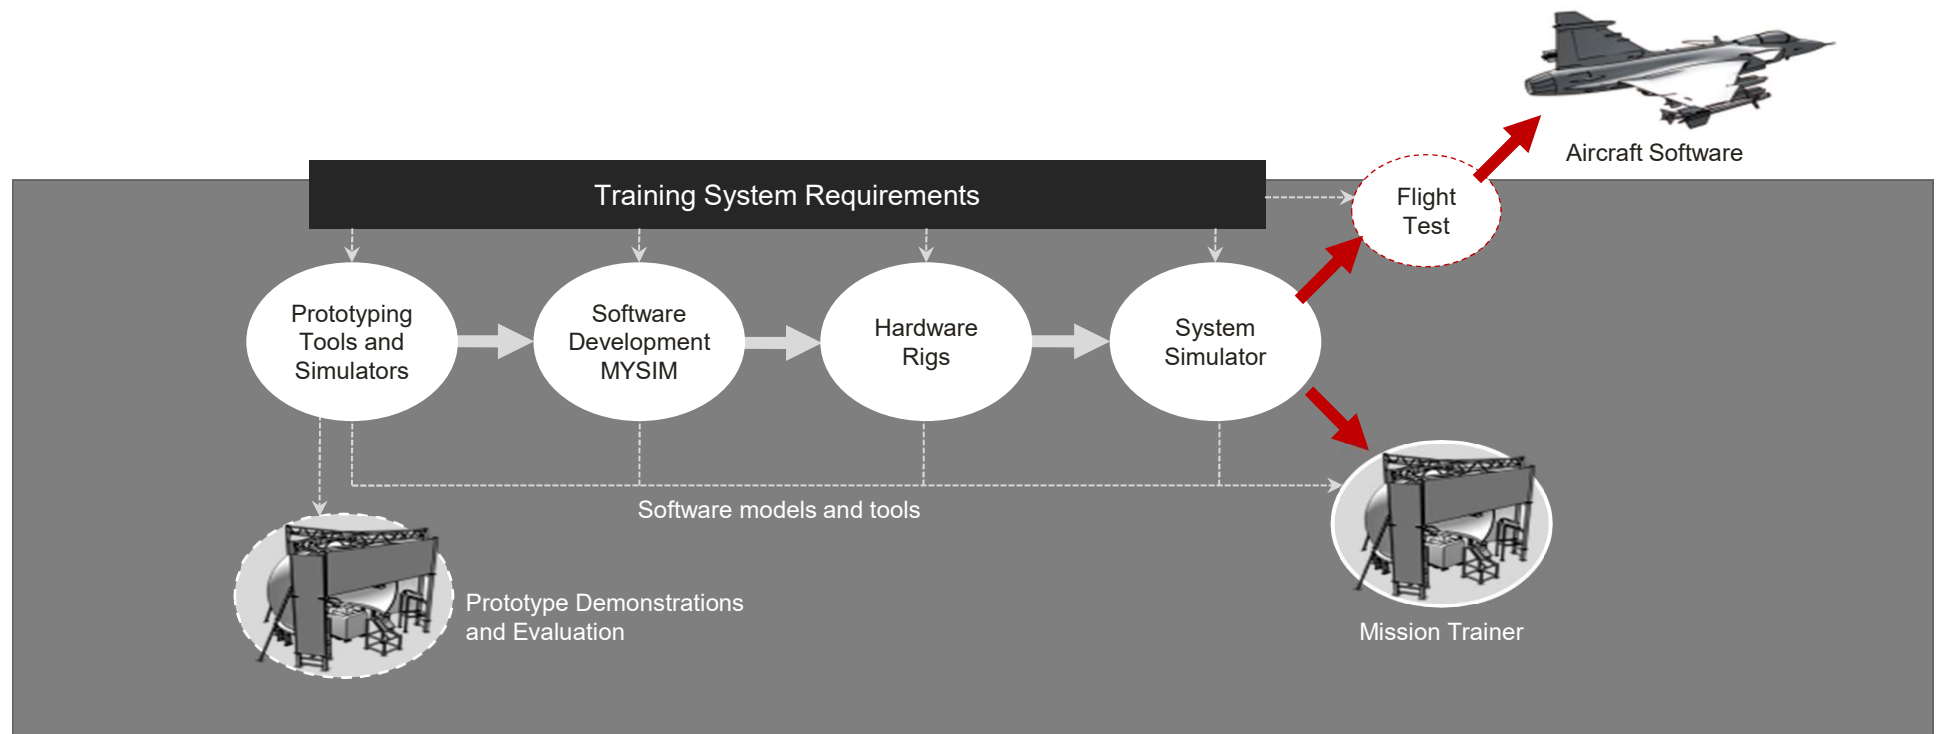 Aircraft Software
Training System Requirements
Flight
Test
Prototyping
Tools and
Simulators
Software
Development
MYSIM
Hardware
Rigs
System
Simulator
Software models and tools
Prototype Demonstrations
and Evaluation
Mission Trainer